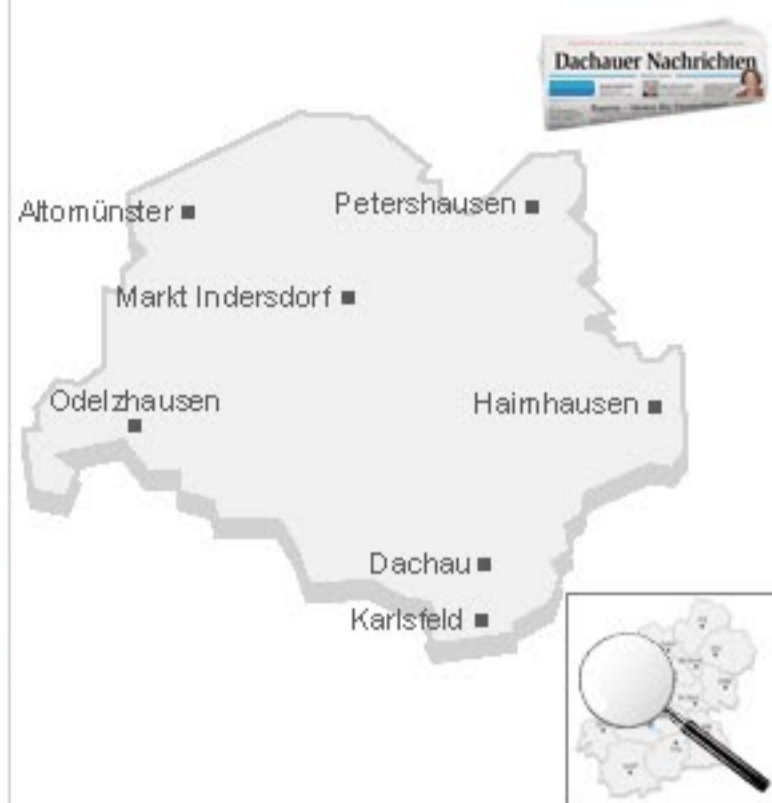 Dachauer Nachrichten
Altomünster
Petershausen
Markt Indersdorf
Odelzhausen
Haimhausen
Dachau
Karlsfeld